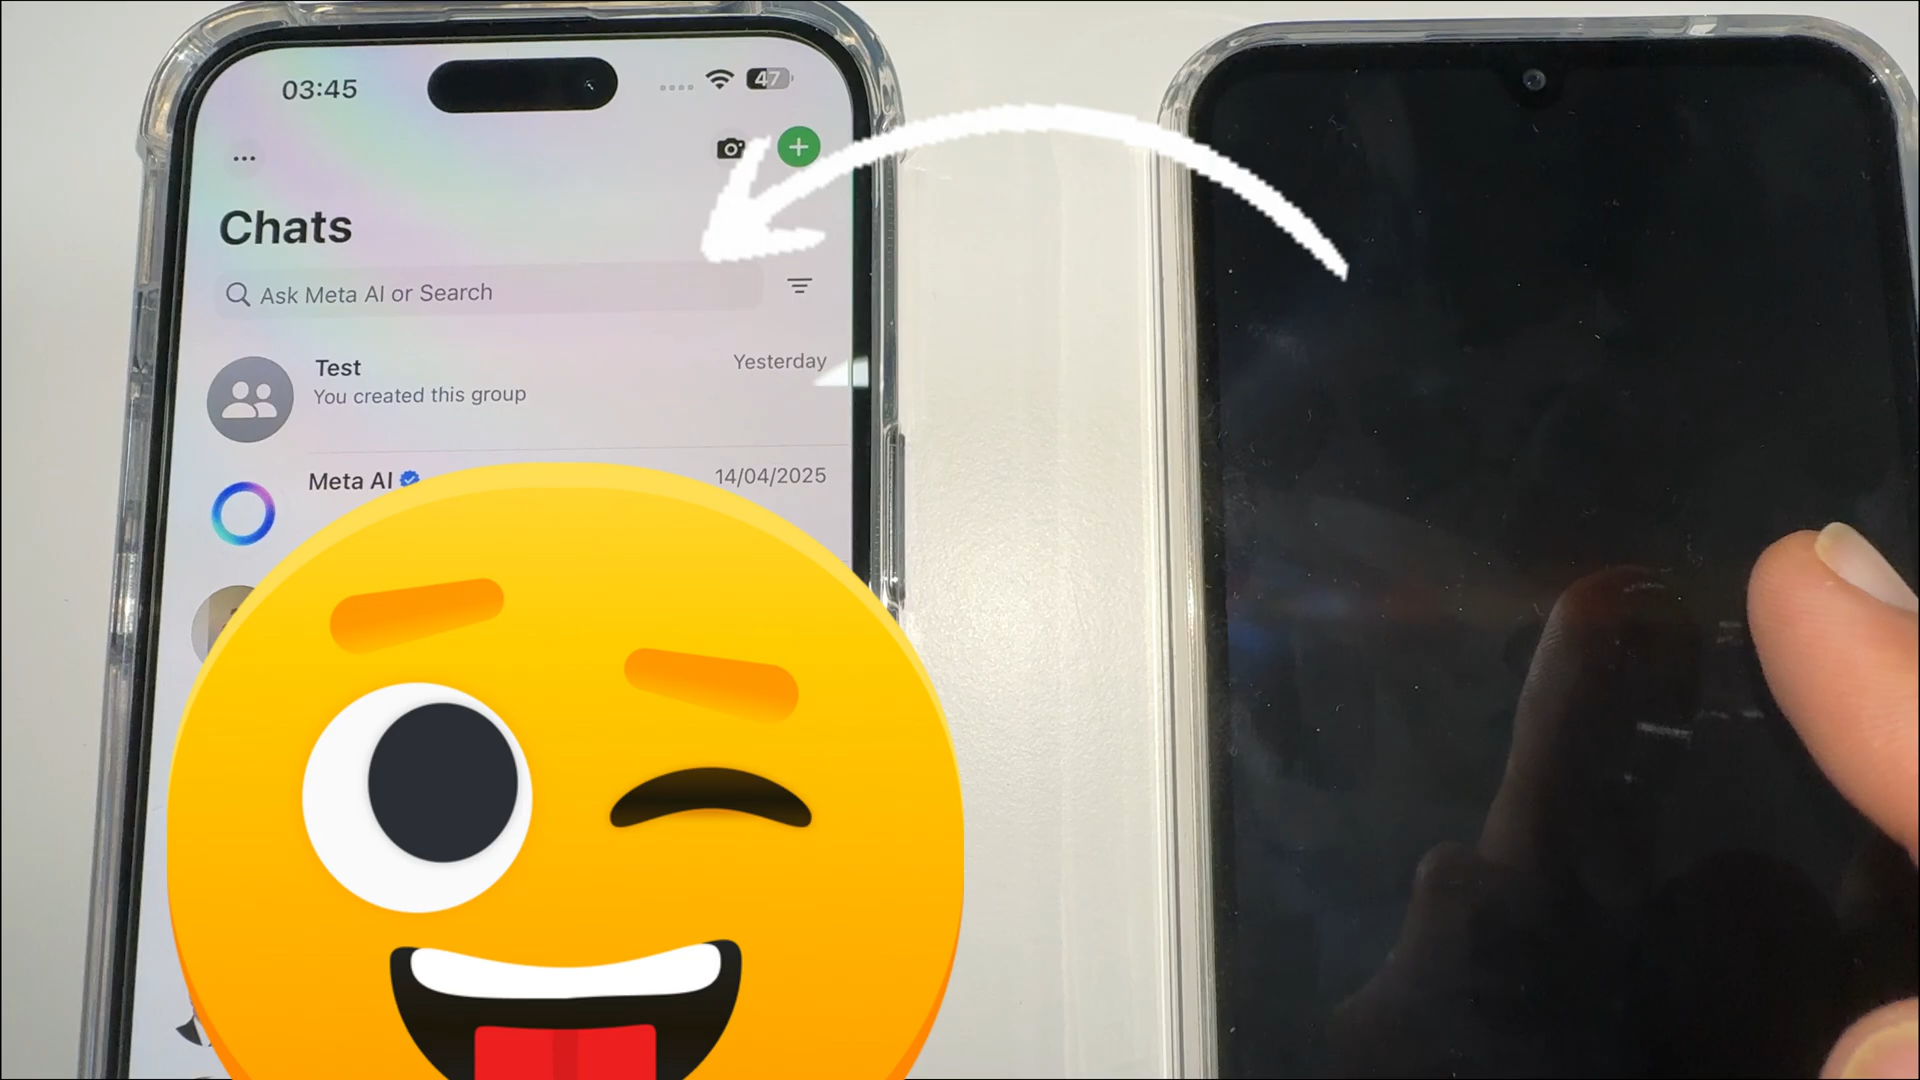 03:45
47
...
Chats
Ask Meta AI or Search
Test
Yesterday
You created this group
Meta AI
14/04/2025